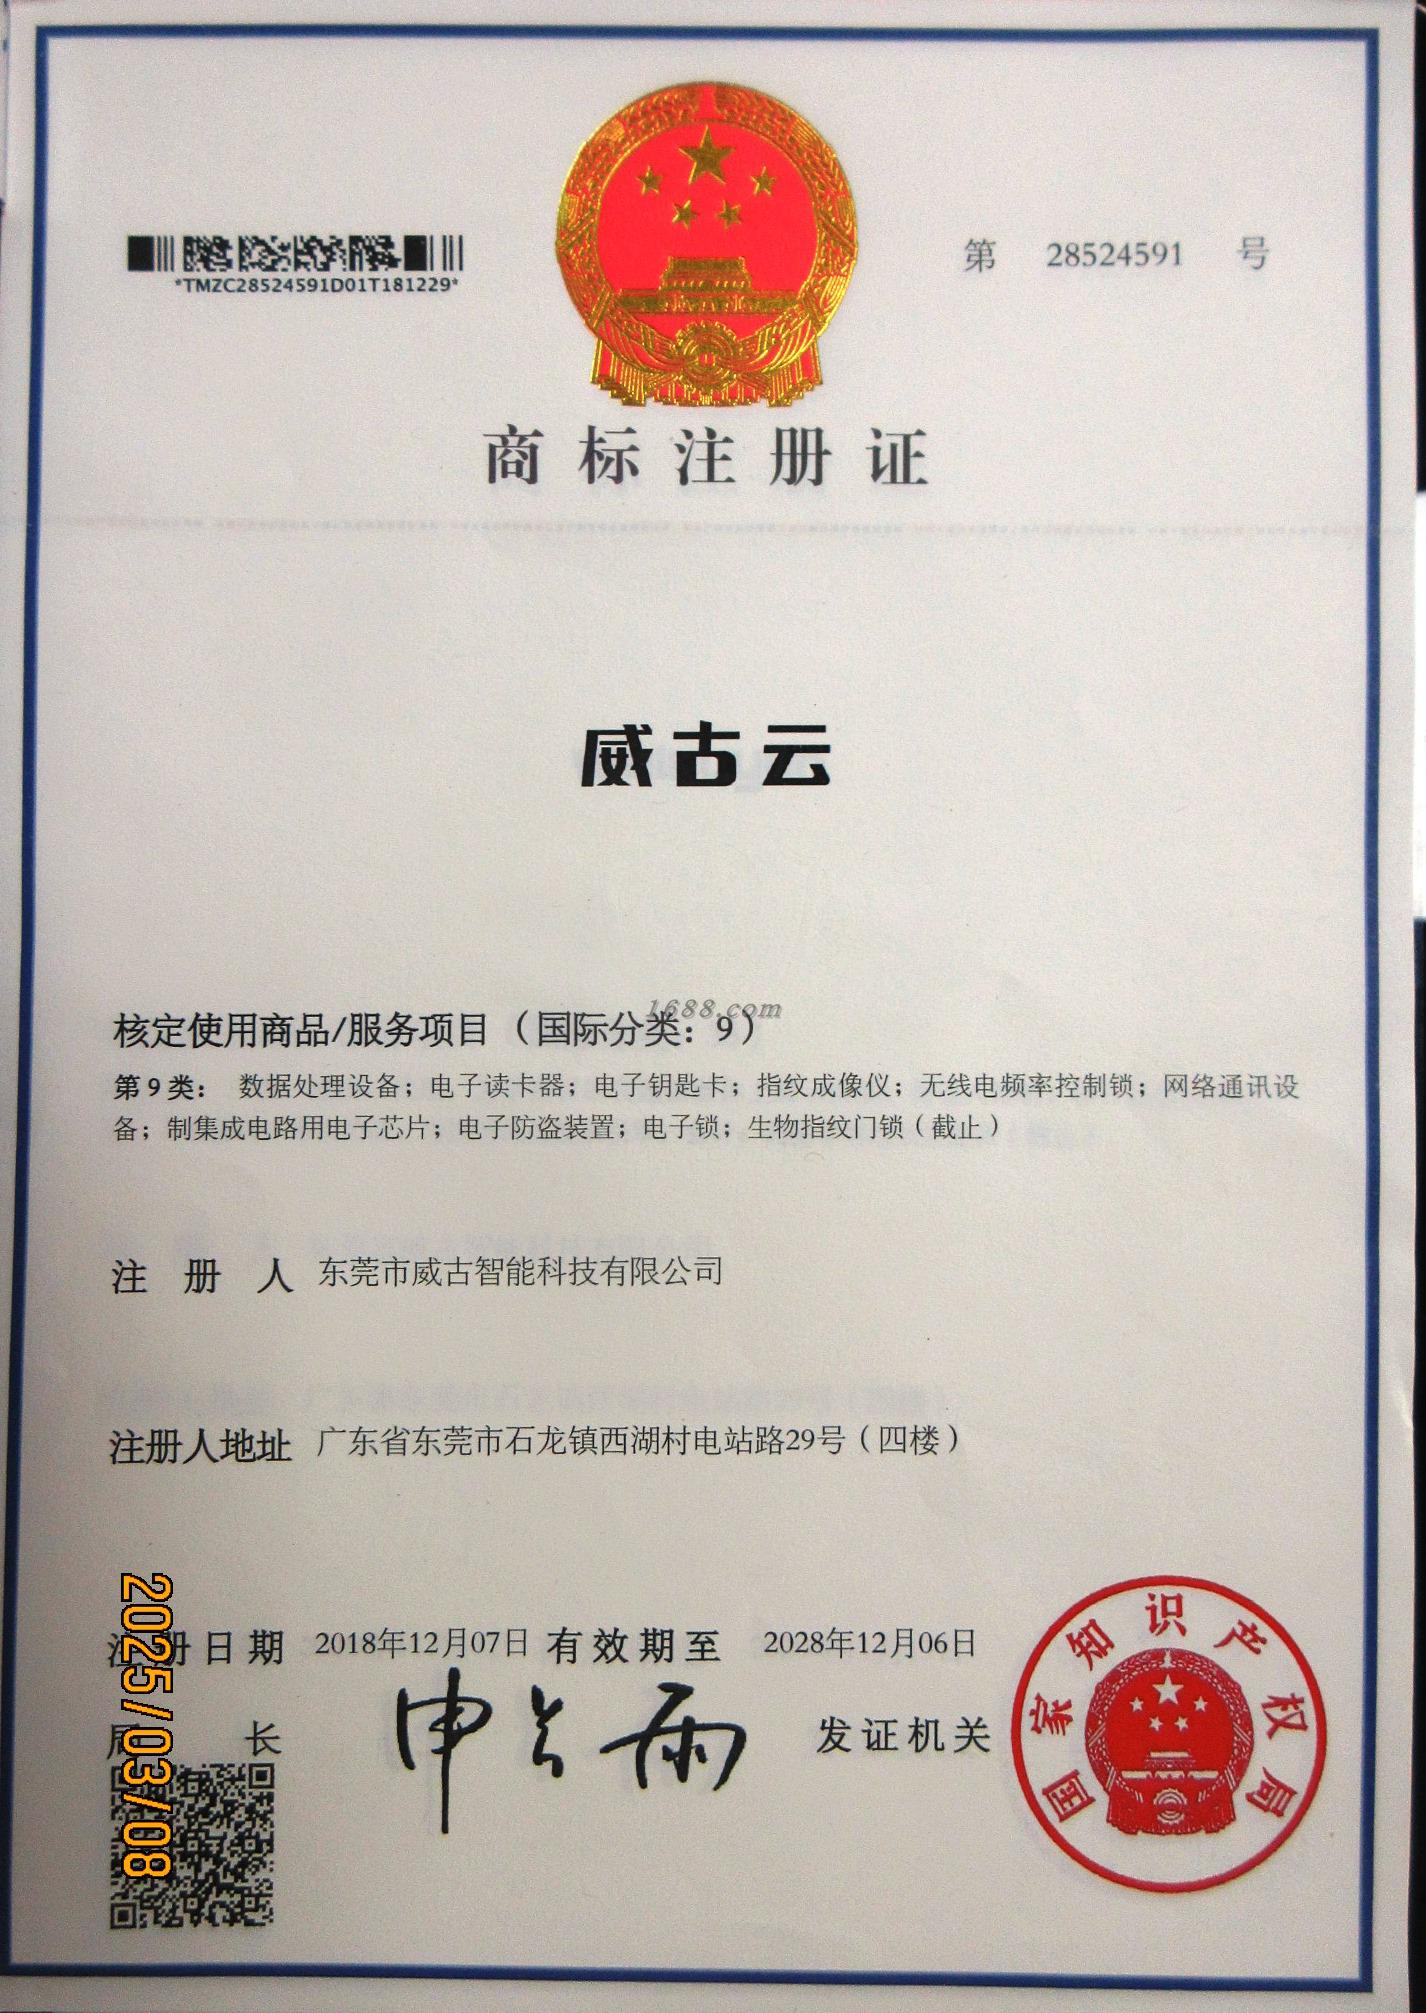 *TMZC28524591D01T181229*
第 28524591 号
商标注册证
威古云
1688.com
核定使用商品/服务项目（国际分类：9）
第9类： 数据处理设备；电子读卡器；电子钥匙卡；指纹成像仪；无线电频率控制锁；网络通讯设
备；制集成电路用电子芯片；电子防盗装置；电子锁；生物指纹门锁（截止）
注册人 东莞市威古智能科技有限公司
注册人地址 广东省东莞市石龙镇西湖村电站路29号（四楼）
注册日期 2018年12月07日 有效期至 2028年12月06日
局长 申长雨 发证机关
国家知识产权局
2025/03/08